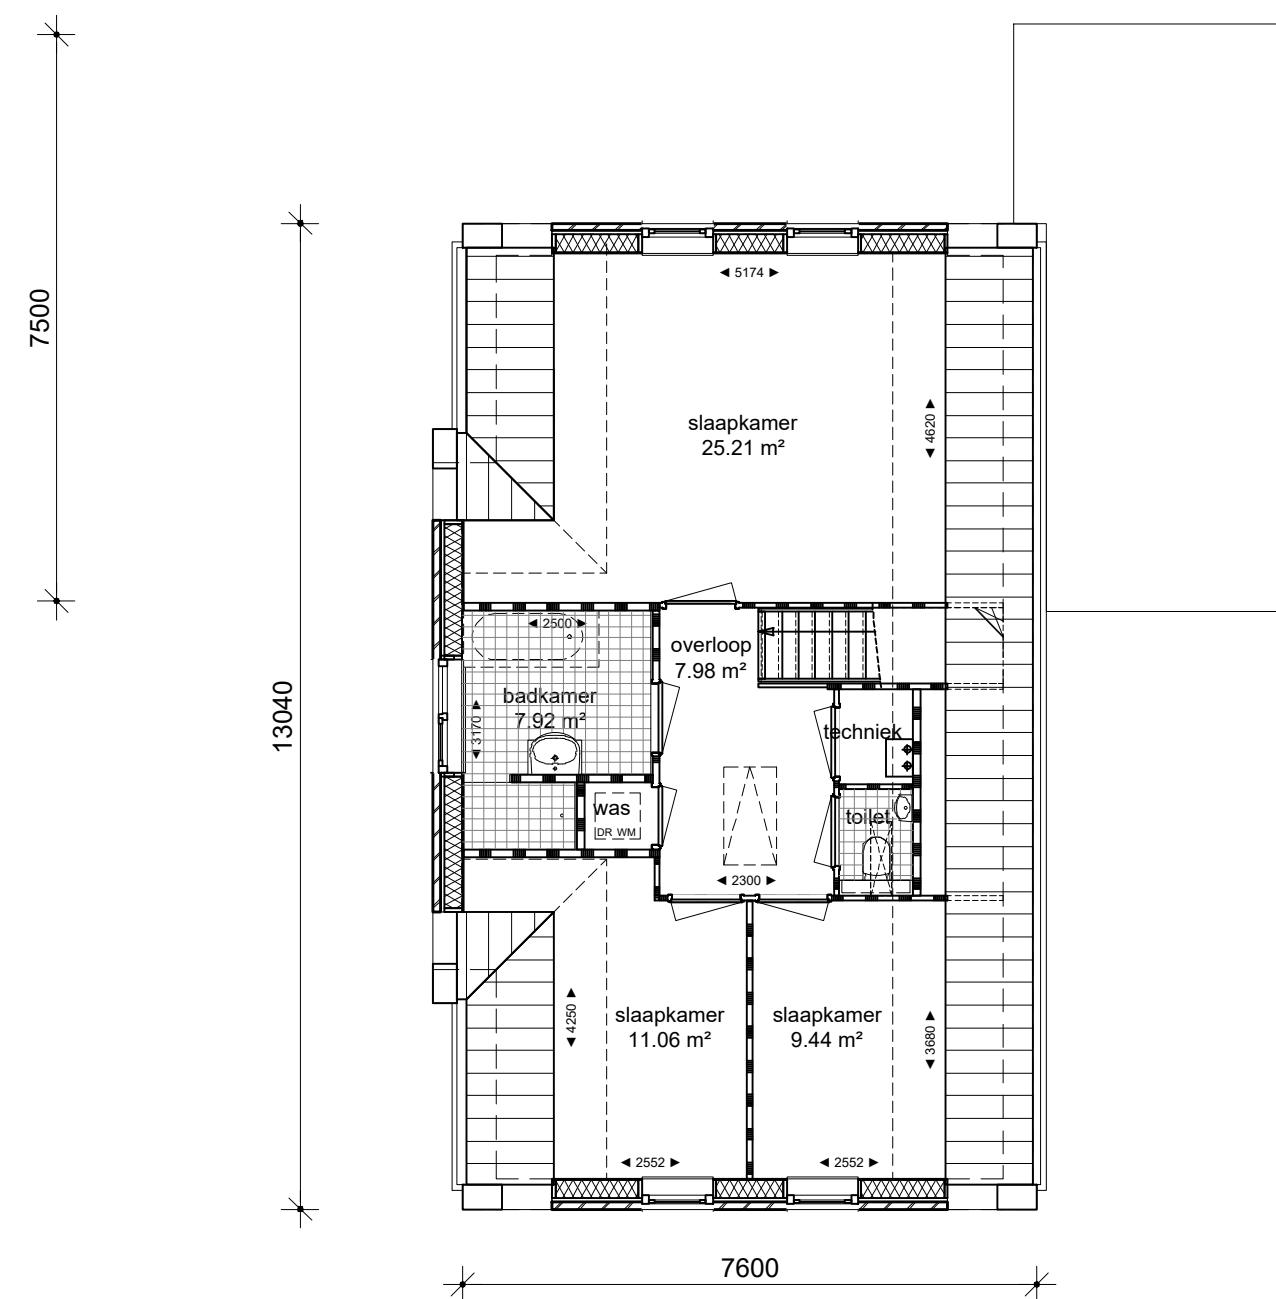 ◄ 5174 ►
7500
slaapkamer
25.21 m²
◄ 4620 ►
◄ 2500 ►
overloop
7.98 m²
badkamer
7.92 m²
◄ 3170 ►
13040
techniek
was
DR WM
toilet
◄ 2300 ►
◄ 4250 ►
slaapkamer
11.06 m²
slaapkamer
9.44 m²
◄ 3680 ►
◄ 2552 ►
◄ 2552 ►
7600